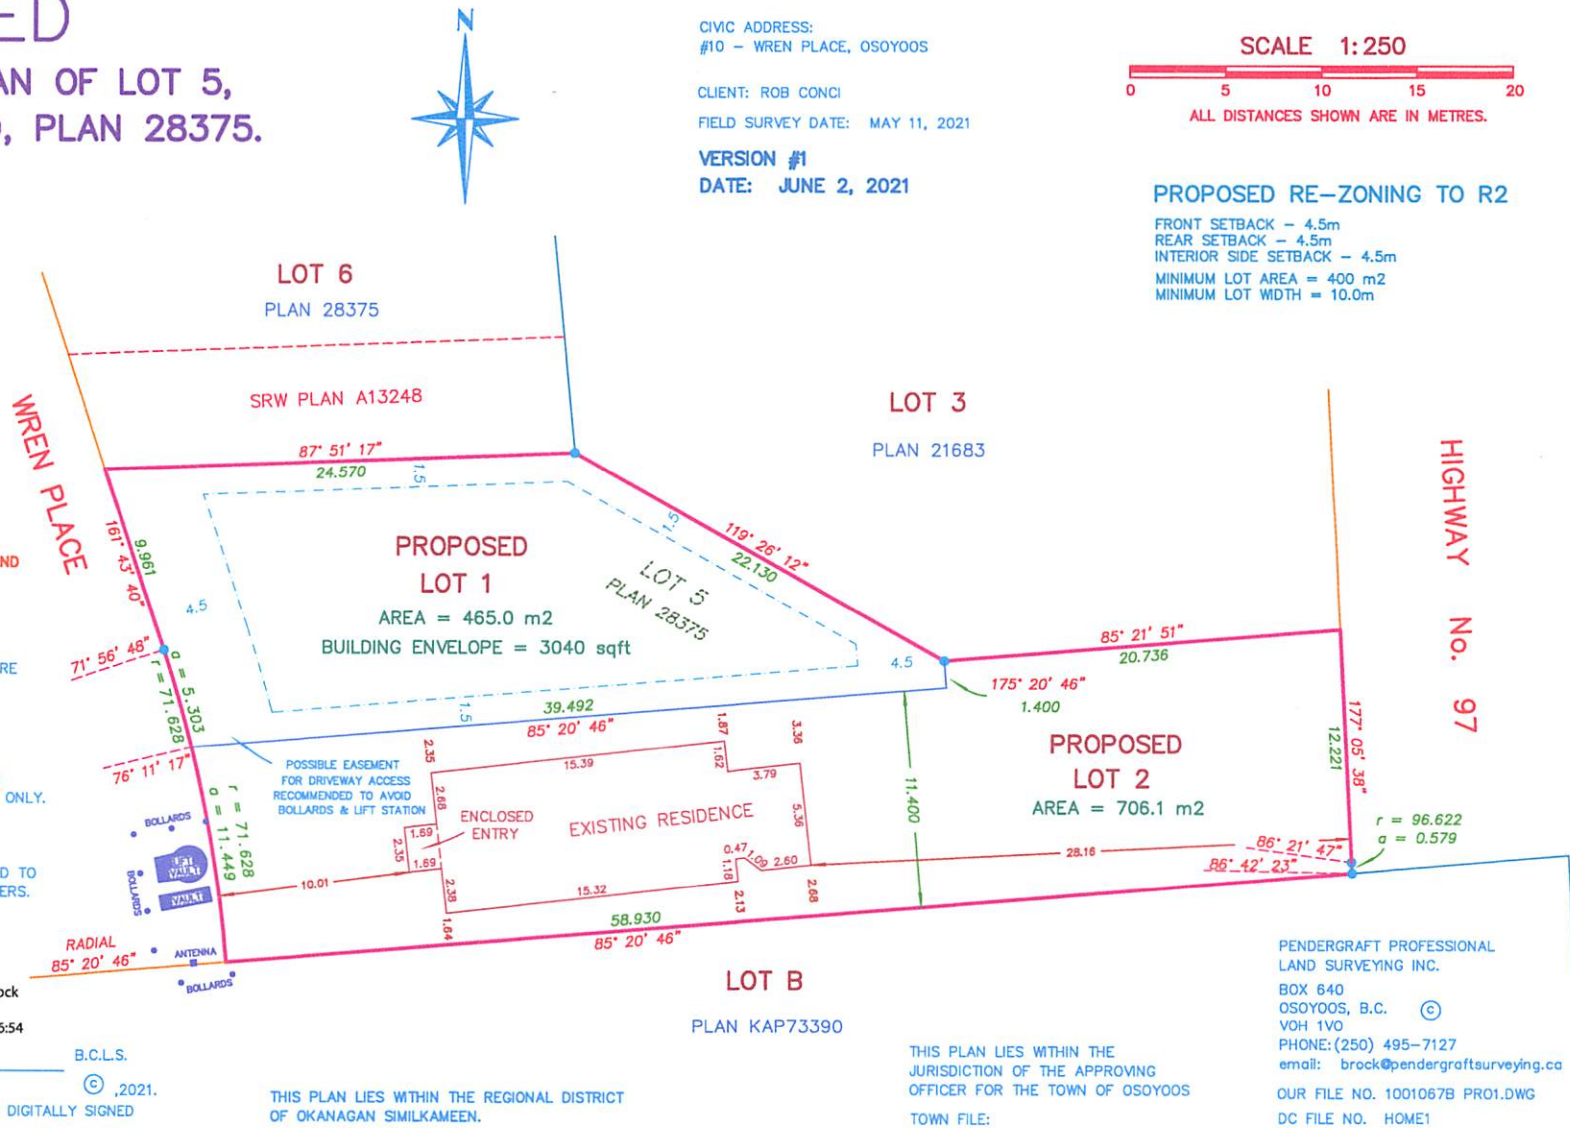 ED
AN OF LOT 5,
PLAN 28375.
N
CIVIC ADDRESS:
#10 – WREN PLACE, OSOYOOS
CLIENT: ROB CONCI
FIELD SURVEY DATE: MAY 11, 2021
VERSION #1
DATE: JUNE 2, 2021
SCALE 1:250
0 5 10 15 20
ALL DISTANCES SHOWN ARE IN METRES.
PROPOSED RE–ZONING TO R2
FRONT SETBACK – 4.5m
REAR SETBACK – 4.5m
INTERIOR SIDE SETBACK – 4.5m
MINIMUM LOT AREA = 400 m2
MINIMUM LOT WIDTH = 10.0m
LOT 6
PLAN 28375
SRW PLAN A13248
LOT 3
PLAN 21683
WREN PLACE
HIGHWAY No. 97
87° 51' 17"
24.570
1.5
161° 43' 40"
9.961
4.5
PROPOSED
LOT 1
AREA = 465.0 m2
BUILDING ENVELOPE = 3040 sqft
LOT 5
PLAN 28375
1.5
119° 26' 12"
22.130
4.5
85° 21' 51"
20.736
175° 20' 46"
1.400
71° 56' 48"
a = 5.303
r = 71.628
76° 11' 17"
1.5
39.492
85° 20' 46"
POSSIBLE EASEMENT
FOR DRIVEWAY ACCESS
RECOMMENDED TO AVOID
BOLLARDS & LIFT STATION
PROPOSED
LOT 2
AREA = 706.1 m2
177° 05' 38"
12.221
11.400
r = 96.622
a = 0.579
86° 21' 47"
86° 42' 23"
28.16
2.35
15.39
1.87
1.62
3.36
3.79
5.36
2.68
ENCLOSED
ENTRY
EXISTING RESIDENCE
1.69
2.35
1.69
0.47
1.09
2.60
1.18
2.38
15.32
2.13
2.68
1.64
10.01
r = 71.628
a = 11.449
58.930
85° 20' 46"
BOLLARDS
LIFT
VAULT
BOLLARDS
VAULT
ANTENNA
BOLLARDS
RADIAL
85° 20' 46"
LOT B
PLAN KAP73390
ND
RE
ONLY.
D TO
ERS.
ock
6:54
B.C.L.S.
© ,2021.
DIGITALLY SIGNED
THIS PLAN LIES WITHIN THE REGIONAL DISTRICT
OF OKANAGAN SIMILKAMEEN.
THIS PLAN LIES WITHIN THE
JURISDICTION OF THE APPROVING
OFFICER FOR THE TOWN OF OSOYOOS
TOWN FILE:
PENDERGRAFT PROFESSIONAL
LAND SURVEYING INC.
BOX 640
OSOYOOS, B.C. ©
V0H 1V0
PHONE:(250) 495–7127
email: brock@pendergraftsurveying.ca
OUR FILE NO. 1001067B PRO1.DWG
DC FILE NO. HOME1